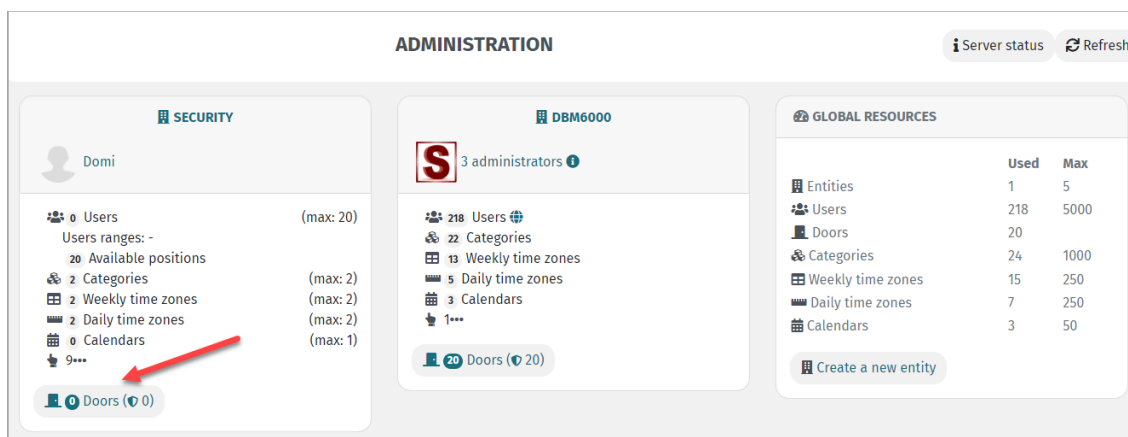 ADMINISTRATION
Server status
Refresh
SECURITY
Domi
0 Users (max: 20)
Users ranges: -
20 Available positions
2 Categories (max: 2)
2 Weekly time zones (max: 2)
2 Daily time zones (max: 2)
0 Calendars (max: 1)
9•••
0 Doors ( 0)
DBM6000
S
3 administrators
218 Users
22 Categories
13 Weekly time zones
5 Daily time zones
3 Calendars
1•••
20 Doors ( 20)
GLOBAL RESOURCES
Used Max
Entities 1 5
Users 218 5000
Doors 20
Categories 24 1000
Weekly time zones 15 250
Daily time zones 7 250
Calendars 3 50
Create a new entity